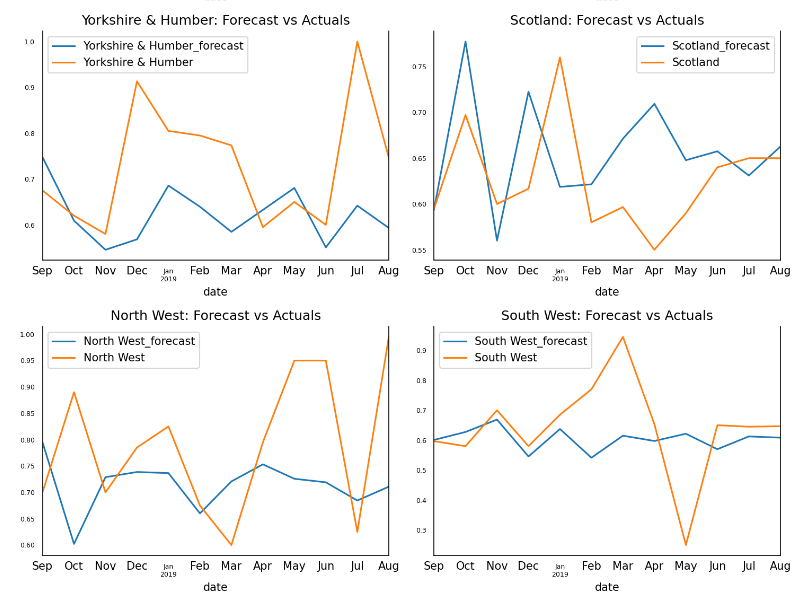 Yorkshire & Humber: Forecast vs Actuals
Yorkshire & Humber_forecast
Yorkshire & Humber
1.0
0.9
0.8
0.7
0.6
Sep Oct Nov Dec Jan Feb Mar Apr May Jun Jul Aug
2019
date
Scotland: Forecast vs Actuals
Scotland_forecast
Scotland
0.75
0.70
0.65
0.60
0.55
Sep Oct Nov Dec Jan Feb Mar Apr May Jun Jul Aug
2019
date
North West: Forecast vs Actuals
North West_forecast
North West
1.00
0.95
0.90
0.85
0.80
0.75
0.70
0.65
0.60
Sep Oct Nov Dec Jan Feb Mar Apr May Jun Jul Aug
2019
date
South West: Forecast vs Actuals
South West_forecast
South West
0.9
0.8
0.7
0.6
0.5
0.4
0.3
Sep Oct Nov Dec Jan Feb Mar Apr May Jun Jul Aug
2019
date